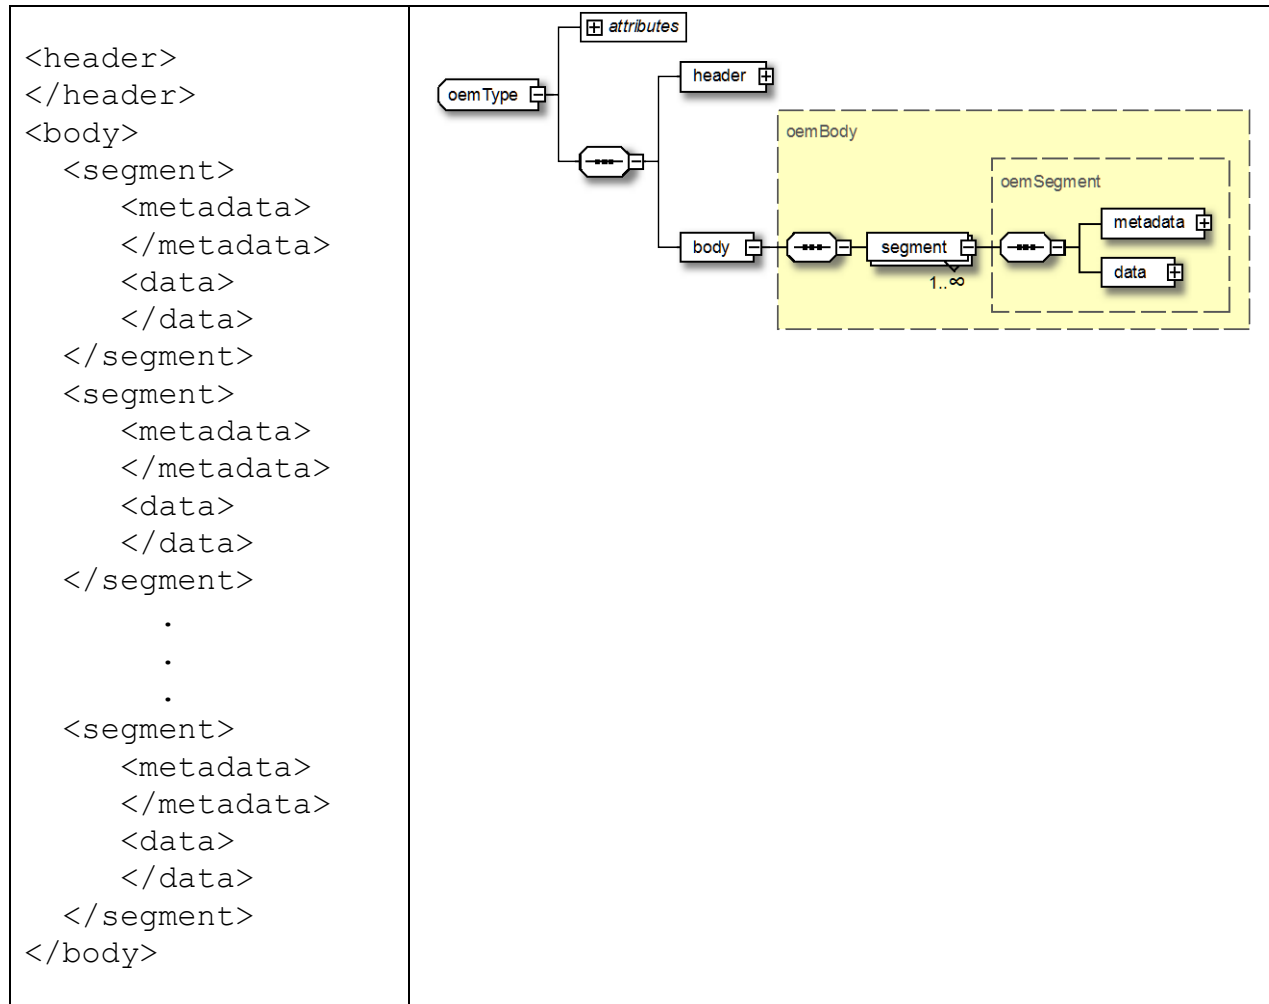 <header>
</header>
<body>
  <segment>
     <metadata>
     </metadata>
     <data>
     </data>
  </segment>
  <segment>
     <metadata>
     </metadata>
     <data>
     </data>
  </segment>
       .
       .
       .
  <segment>
     <metadata>
     </metadata>
     <data>
     </data>
  </segment>
</body>
attributes
header
oemType
oemBody
oemSegment
metadata
body
segment
data
1..∞